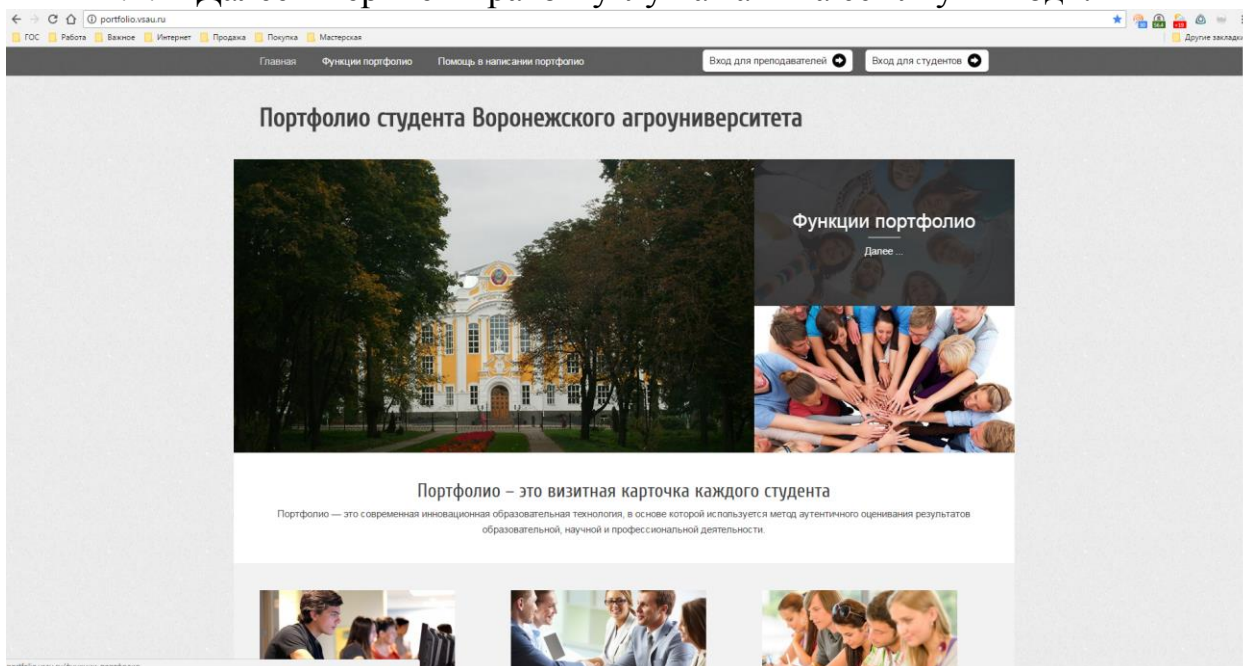 portfolio.vsau.ru
ГОС Работа Важное Интернет Продажа Покупка Мастерская Другие закладки
Главная Функции портфолио Помощь в написании портфолио Вход для преподавателей Вход для студентов
Портфолио студента Воронежского агроуниверситета
Функции портфолио
Далее ...
Портфолио – это визитная карточка каждого студента
Портфолио — это современная инновационная образовательная технология, в основе которой используется метод аутентичного оценивания результатов
образовательной, научной и профессиональной деятельности.